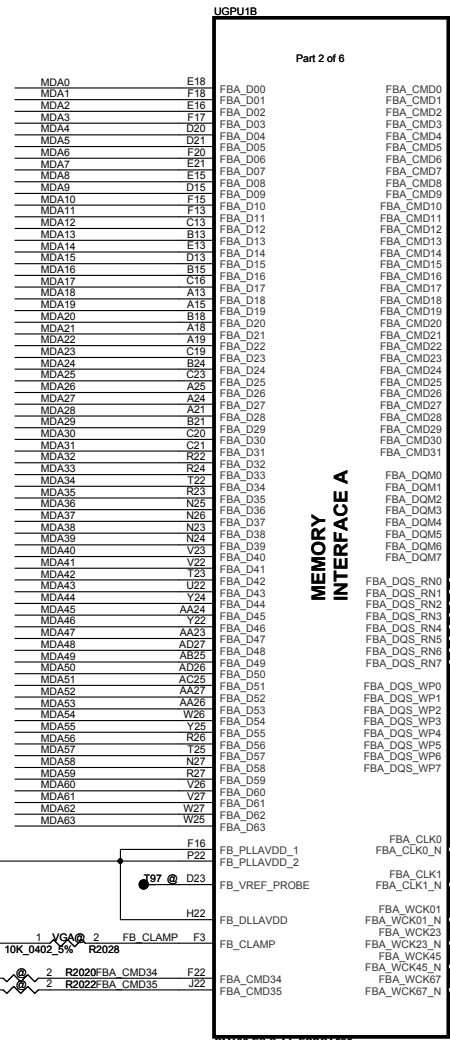 UGPU1B
Part 2 of 6
MDA0 E18 FBA_D00 FBA_CMD0
MDA1 F18 FBA_D01 FBA_CMD1
MDA2 E16 FBA_D02 FBA_CMD2
MDA3 F17 FBA_D03 FBA_CMD3
MDA4 D20 FBA_D04 FBA_CMD4
MDA5 D21 FBA_D05 FBA_CMD5
MDA6 F20 FBA_D06 FBA_CMD6
MDA7 E21 FBA_D07 FBA_CMD7
MDA8 E15 FBA_D08 FBA_CMD8
MDA9 D15 FBA_D09 FBA_CMD9
MDA10 F15 FBA_D10 FBA_CMD10
MDA11 F13 FBA_D11 FBA_CMD11
MDA12 C13 FBA_D12 FBA_CMD12
MDA13 B13 FBA_D13 FBA_CMD13
MDA14 E13 FBA_D14 FBA_CMD14
MDA15 D13 FBA_D15 FBA_CMD15
MDA16 B15 FBA_D16 FBA_CMD16
MDA17 C16 FBA_D17 FBA_CMD17
MDA18 A13 FBA_D18 FBA_CMD18
MDA19 A15 FBA_D19 FBA_CMD19
MDA20 B18 FBA_D20 FBA_CMD20
MDA21 A18 FBA_D21 FBA_CMD21
MDA22 A19 FBA_D22 FBA_CMD22
MDA23 C19 FBA_D23 FBA_CMD23
MDA24 B24 FBA_D24 FBA_CMD24
MDA25 C23 FBA_D25 FBA_CMD25
MDA26 A25 FBA_D26 FBA_CMD26
MDA27 A24 FBA_D27 FBA_CMD27
MDA28 A21 FBA_D28 FBA_CMD28
MDA29 B21 FBA_D29 FBA_CMD29
MDA30 C20 FBA_D30 FBA_CMD30
MDA31 C21 FBA_D31 FBA_CMD31
MDA32 R22 FBA_D32
MDA33 R24 FBA_D33 FBA_DQM0
MDA34 T22 FBA_D34 FBA_DQM1
MDA35 R23 FBA_D35 FBA_DQM2
MDA36 N25 FBA_D36 FBA_DQM3
MDA37 N26 FBA_D37 FBA_DQM4
MDA38 N23 FBA_D38 FBA_DQM5
MDA39 N24 FBA_D39 FBA_DQM6
MDA40 V23 FBA_D40 FBA_DQM7
MDA41 V22 FBA_D41
MDA42 T23 FBA_D42 FBA_DQS_RN0
MDA43 U22 FBA_D43 FBA_DQS_RN1
MDA44 Y24 FBA_D44 FBA_DQS_RN2
MDA45 AA24 FBA_D45 FBA_DQS_RN3
MDA46 Y22 FBA_D46 FBA_DQS_RN4
MDA47 AA23 FBA_D47 FBA_DQS_RN5
MDA48 AD27 FBA_D48 FBA_DQS_RN6
MDA49 AB25 FBA_D49 FBA_DQS_RN7
MDA50 AD26 FBA_D50
MDA51 AC25 FBA_D51 FBA_DQS_WP0
MDA52 AA27 FBA_D52 FBA_DQS_WP1
MDA53 AA26 FBA_D53 FBA_DQS_WP2
MDA54 W26 FBA_D54 FBA_DQS_WP3
MDA55 Y25 FBA_D55 FBA_DQS_WP4
MDA56 R26 FBA_D56 FBA_DQS_WP5
MDA57 T25 FBA_D57 FBA_DQS_WP6
MDA58 N27 FBA_D58 FBA_DQS_WP7
MDA59 R27 FBA_D59
MDA60 V26 FBA_D60
MDA61 V27 FBA_D61
MDA62 W27 FBA_D62
MDA63 W25 FBA_D63
MEMORY
INTERFACE A
FBA_CLK0
F16 FB_PLLAVDD_1 FBA_CLK0_N
P22 FB_PLLAVDD_2
FBA_CLK1
T97 @ D23 FB_VREF_PROBE FBA_CLK1_N
FBA_WCK01
H22 FB_DLLAVDD FBA_WCK01_N
FBA_WCK23
1 VGA@ 2 FB_CLAMP F3 FB_CLAMP FBA_WCK23_N
10K_0402_5% R2028
FBA_WCK45
FBA_WCK45_N
@ 2 R2020 FBA_CMD34 F22 FBA_CMD34 FBA_WCK67
@ 2 R2022 FBA_CMD35 J22 FBA_CMD35 FBA_WCK67_N